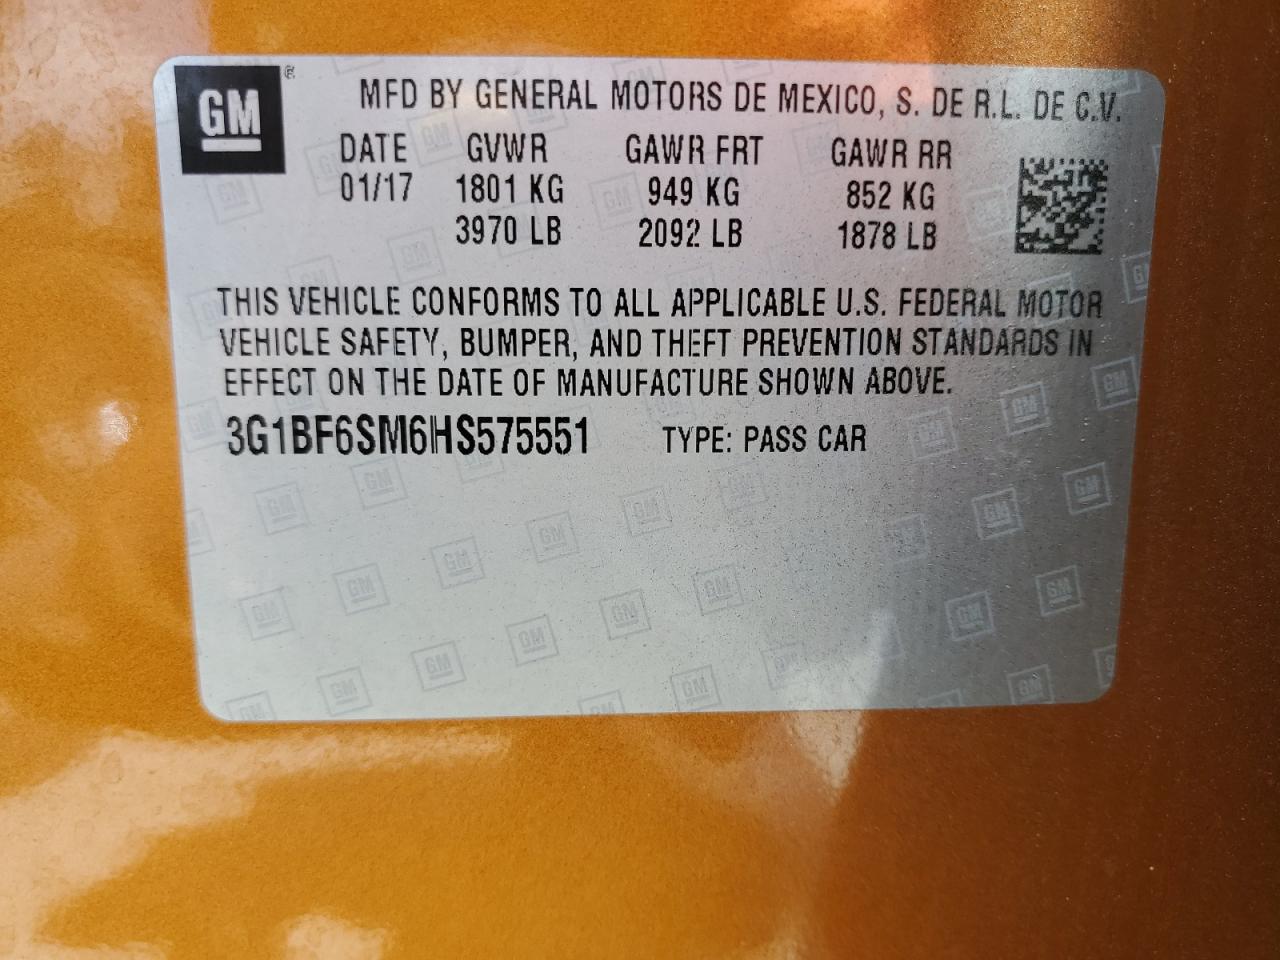 GM
MFD BY GENERAL MOTORS DE MEXICO, S. DE R.L. DE C.V.
DATE GVWR GAWR FRT GAWR RR
01/17 1801 KG 949 KG 852 KG
3970 LB 2092 LB 1878 LB
THIS VEHICLE CONFORMS TO ALL APPLICABLE U.S. FEDERAL MOTOR
VEHICLE SAFETY, BUMPER, AND THEFT PREVENTION STANDARDS IN
EFFECT ON THE DATE OF MANUFACTURE SHOWN ABOVE.
3G1BF6SM6HS575551 TYPE: PASS CAR